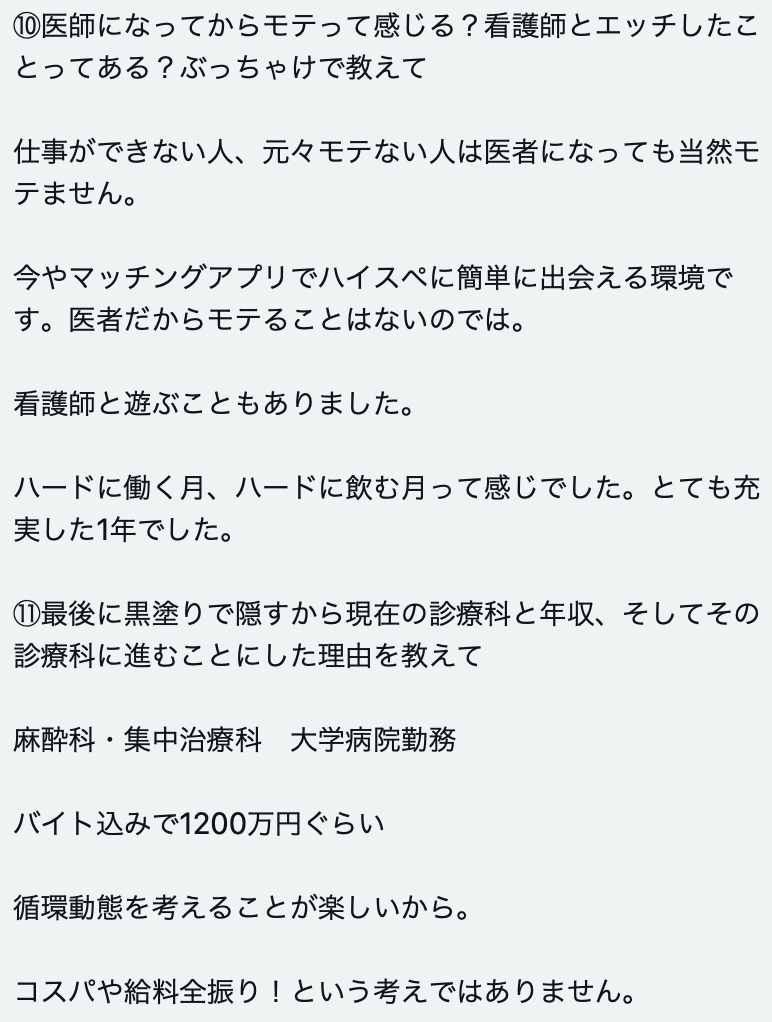 ⑩医師になってからモテって感じる？看護師とエッチしたこ
とってある？ぶっちゃけで教えて
仕事ができない人、元々モテない人は医者になっても当然モ
テません。
今やマッチングアプリでハイスペに簡単に出会える環境で
す。医者だからモテることはないのでは。
看護師と遊ぶこともありました。
ハードに働く月、ハードに飲む月って感じでした。とても充
実した1年でした。
⑪最後に黒塗りで隠すから現在の診療科と年収、そしてその
診療科に進むことにした理由を教えて
麻酔科・集中治療科　大学病院勤務
バイト込みで1200万円ぐらい
循環動態を考えることが楽しいから。
コスパや給料全振り！という考えではありません。